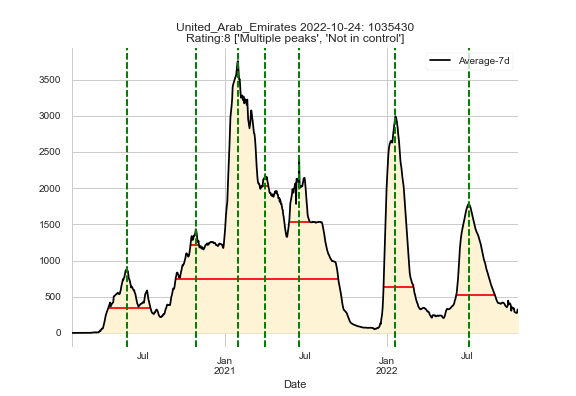 United_Arab_Emirates 2022-10-24: 1035430
Rating:8 ['Multiple peaks', 'Not in control']
Average-7d
3500
3000
2500
2000
1500
1000
500
0
Jul
Jan
2021
Jul
Jan
2022
Jul
Date